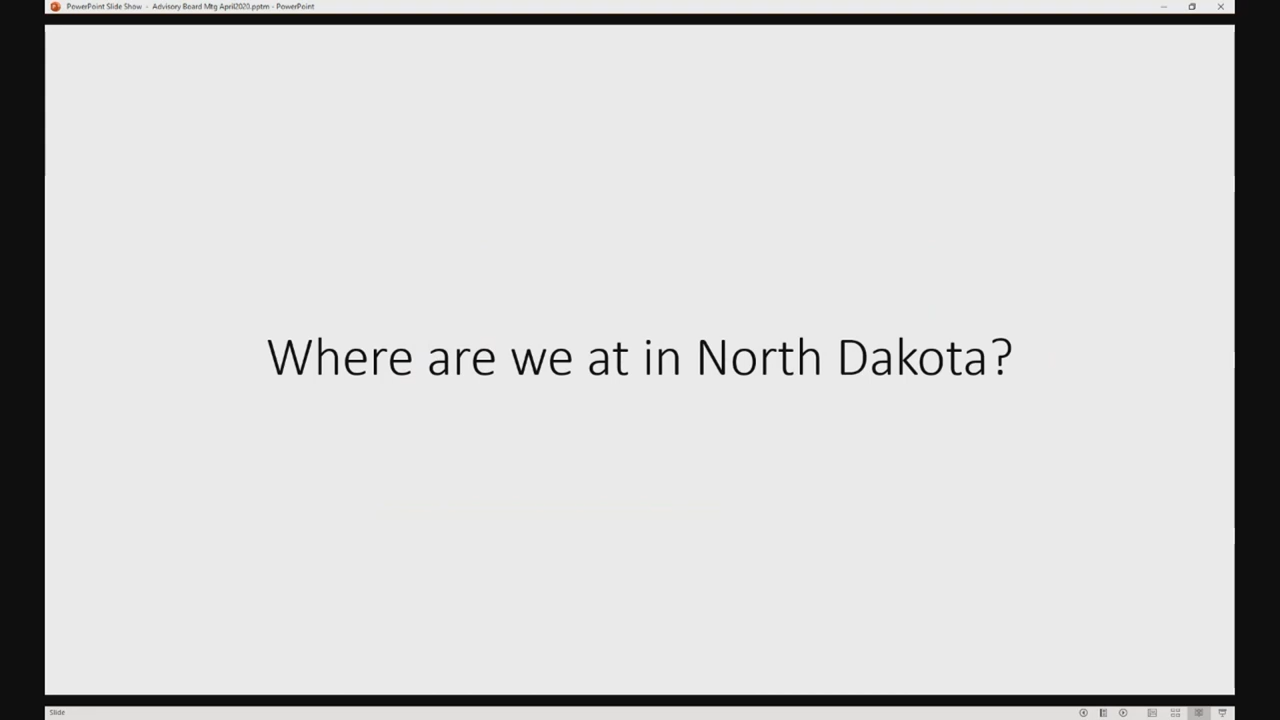 PowerPoint Slide Show - Advisory Board Mtg April2020.pptm - PowerPoint
Where are we at in North Dakota?
Slide